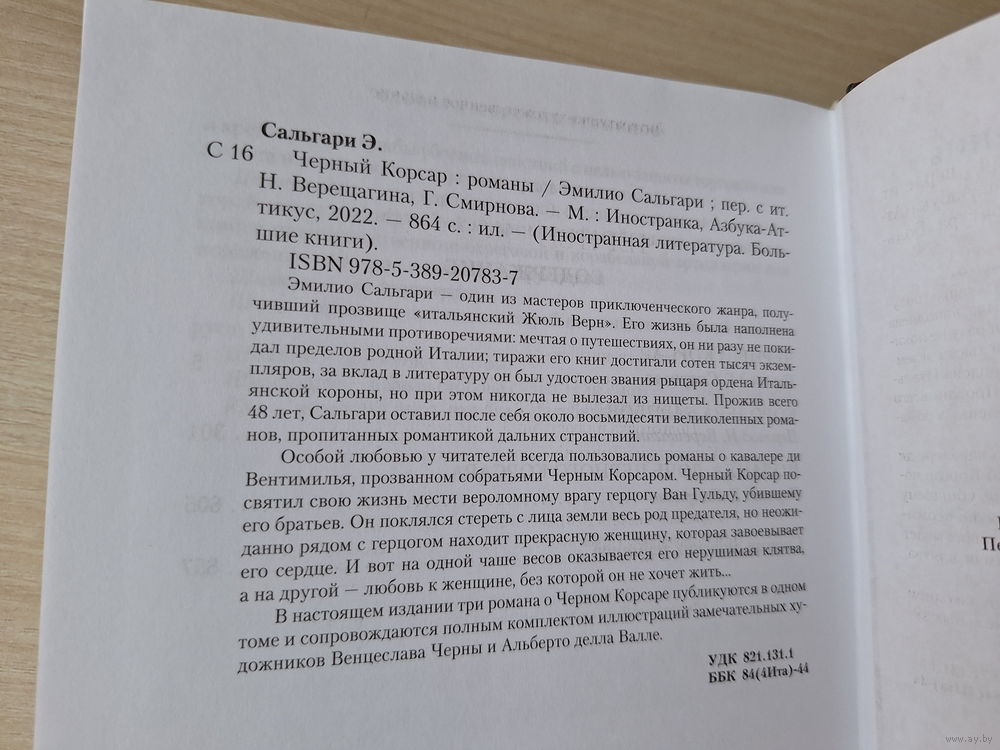 Сальгари Э.
С 16 Черный Корсар : романы / Эмилио Сальгари ; пер. с ит.
Н. Верещагина, Г. Смирнова. — М. : Иностранка, Азбука-Ат-
тикус, 2022. — 864 с. : ил. — (Иностранная литература. Боль-
шие книги).
ISBN 978-5-389-20783-7
Эмилио Сальгари — один из мастеров приключенческого жанра, полу-
чивший прозвище «итальянский Жюль Верн». Его жизнь была наполнена
удивительными противоречиями: мечтая о путешествиях, он ни разу не поки-
дал пределов родной Италии; тиражи его книг достигали сотен тысяч экзем-
пляров, за вклад в литературу он был удостоен звания рыцаря ордена Италь-
янской короны, но при этом никогда не вылезал из нищеты. Прожив всего
48 лет, Сальгари оставил после себя около восьмидесяти великолепных рома-
нов, пропитанных романтикой дальних странствий.
Особой любовью у читателей всегда пользовались романы о кавалере ди
Вентимилья, прозванном собратьями Черным Корсаром. Черный Корсар по-
святил свою жизнь мести вероломному врагу герцогу Ван Гульду, убившему
его братьев. Он поклялся стереть с лица земли весь род предателя, но неожи-
данно рядом с герцогом находит прекрасную женщину, которая завоевывает
его сердце. И вот на одной чаше весов оказывается его нерушимая клятва,
а на другой — любовь к женщине, без которой он не хочет жить...
В настоящем издании три романа о Черном Корсаре публикуются в одном
томе и сопровождаются полным комплектом иллюстраций замечательных ху-
дожников Венцеслава Черны и Альберто делла Валле.
УДК 821.131.1
ББК 84(4Ита)-44
www.ay.by